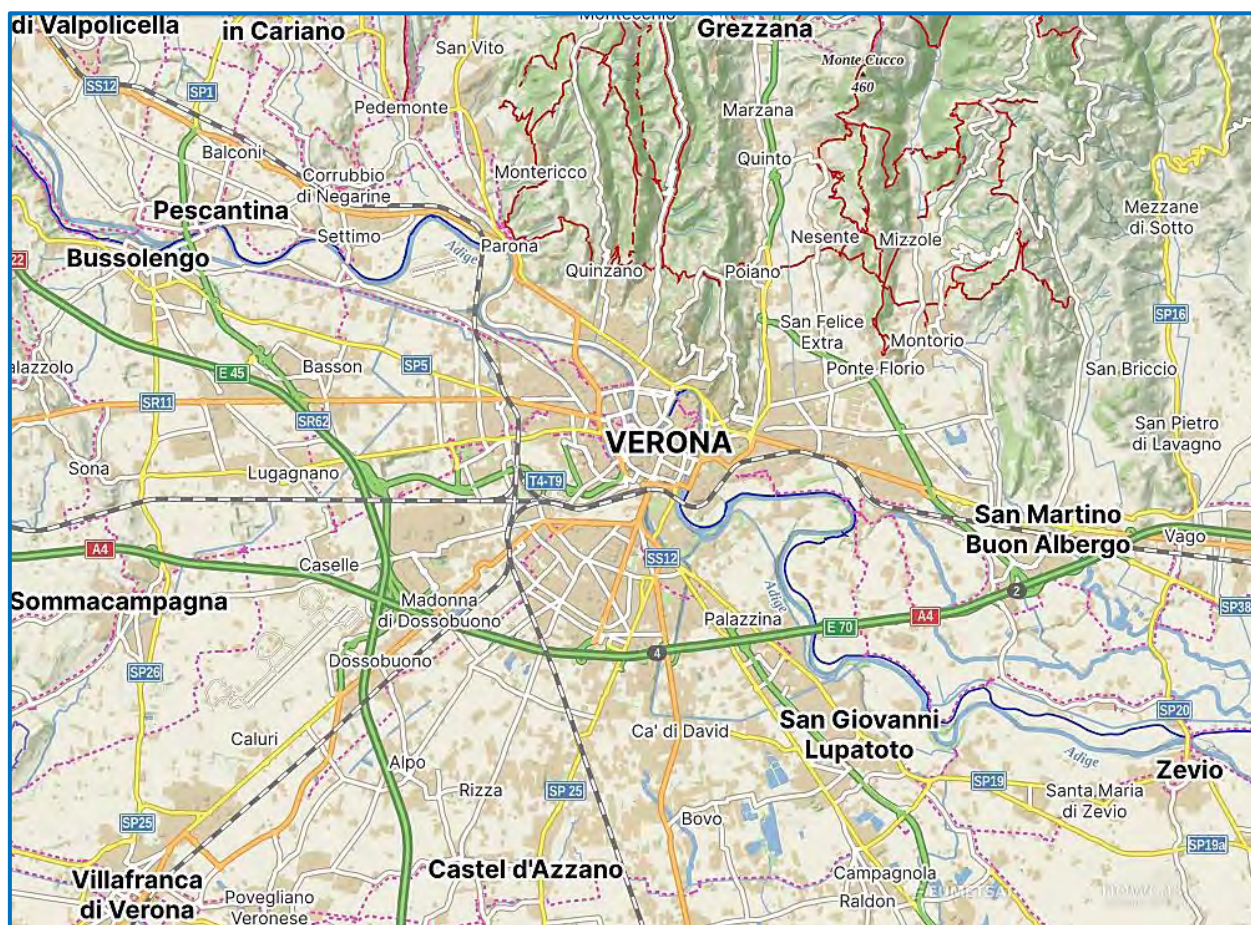 Montecchio
di Valpolicella
in Cariano
Grezzana
San Vito
Monte Cucco
460
SS12
SP1
Pedemonte
Marzana
Balconi
Quinto
Corrubbio
di Negarine
Montericco
Pescantina
Mezzane
di Sotto
Settimo
Adige
Parona
Nesente
Mizzole
Bussolengo
22
Quinzano
Poiano
San Felice
Extra
SP16
Montorio
Basson
SP5
E 45
Ponte Florio
San Briccio
SR11
SR62
San Pietro
di Lavagno
VERONA
Sona
Lugagnano
T4-T9
San Martino
Buon Albergo
Vago
A4
Caselle
SS12
Adige
2
Sommacampagna
Madonna
di Dossobuono
Palazzina
E 70
A4
SP38
4
Dossobuono
SP26
San Giovanni
Lupatoto
SP20
Caluri
Ca' di David
Adige
Alpo
Zevio
Rizza
SP 25
SP19
Santa Maria
di Zevio
SP25
Bovo
SP19a
Castel d'Azzano
Villafranca
di Verona
Povegliano
Veronese
Campagnola
EUMETSAT
Raldon